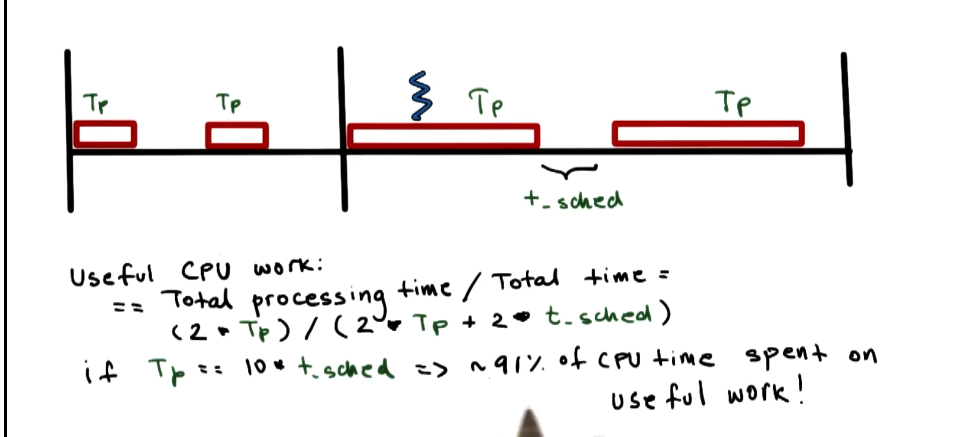 Tp Tp Tp Tp
t_sched
Useful CPU work:
== Total processing time / Total time =
(2 * Tp) / (2 * Tp + 2 * t_sched)
if Tp == 10 * t_sched => ~91% of CPU time spent on
useful work!